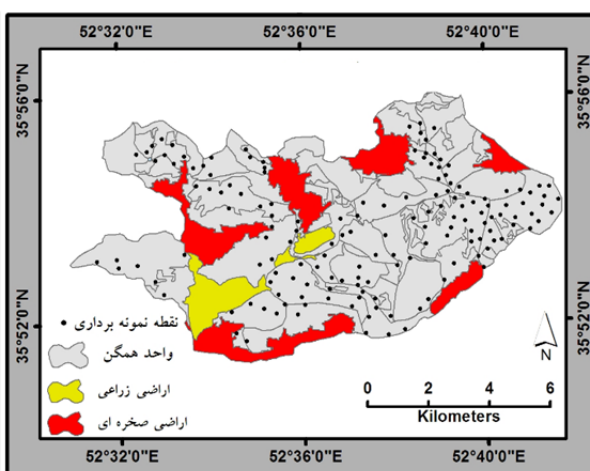 52°32'0"E 52°36'0"E 52°40'0"E
35°56'0"N
35°56'0"N
35°52'0"N
35°52'0"N
نقطه نمونه برداری
واحد همگن
اراضی زراعی
اراضی صخره ای
N
0 2 4 6
Kilometers
52°32'0"E 52°36'0"E 52°40'0"E